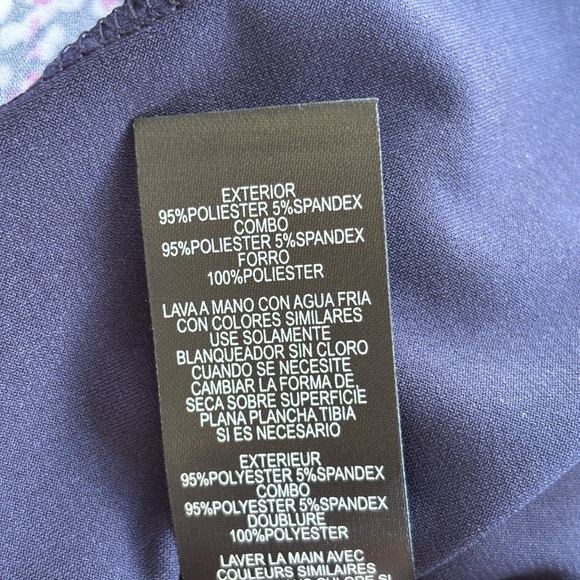 EXTERIOR
95%POLIESTER 5%SPANDEX
COMBO
95%POLIESTER 5%SPANDEX
FORRO
100%POLIESTER
LAVA A MANO CON AGUA FRIA
CON COLORES SIMILARES
USE SOLAMENTE
BLANQUEADOR SIN CLORO
CUANDO SE NECESITE
CAMBIAR LA FORMA DE,
SECA SOBRE SUPERFICIE
PLANA PLANCHA TIBIA
SI ES NECESARIO
EXTERIEUR
95%POLYESTER 5%SPANDEX
COMBO
95%POLYESTER 5%SPANDEX
DOUBLURE
100%POLYESTER
LAVER LA MAIN AVEC
COULEURS SIMILAIRES